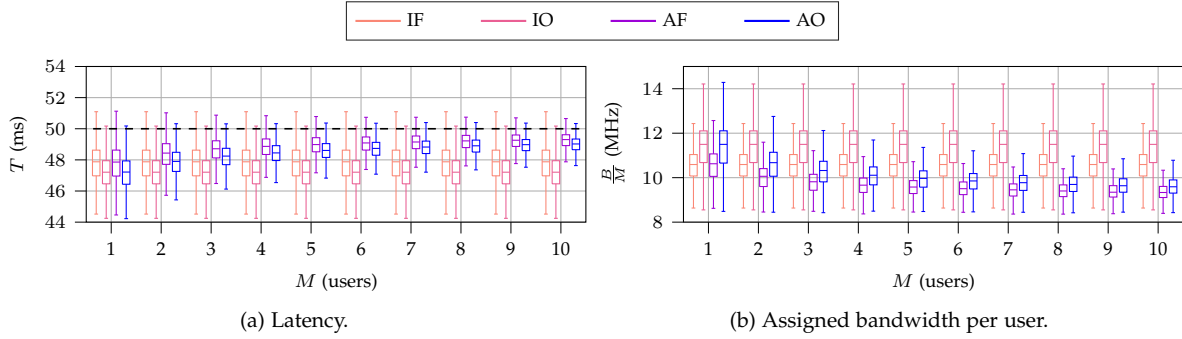 IF IO AF AO
54
52
50
48
46
44
T (ms)
1 2 3 4 5 6 7 8 9 10
M (users)
(a) Latency.
14
12
10
8
B/M (MHz)
1 2 3 4 5 6 7 8 9 10
M (users)
(b) Assigned bandwidth per user.